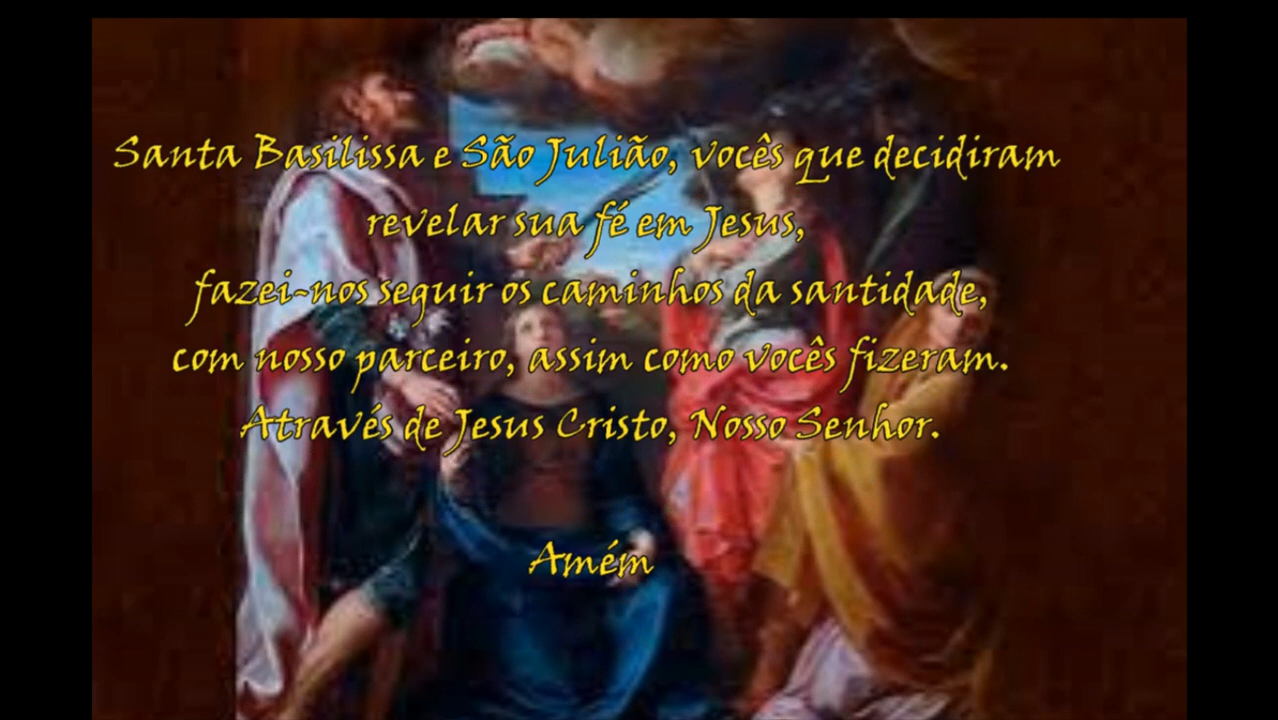 Santa Basilissa e São Julião, vocês que decidiram
revelar sua fé em Jesus,
fazei-nos seguir os caminhos da santidade,
com nosso parceiro, assim como vocês fizeram.
Através de Jesus Cristo, Nosso Senhor.
Amém